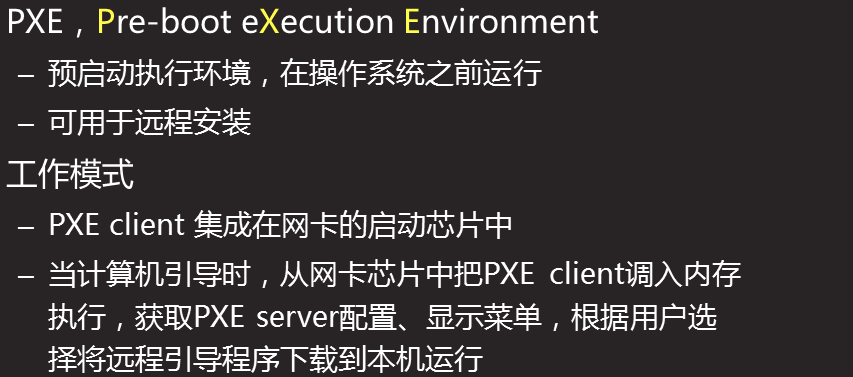 PXE，Pre-boot eXecution Environment
– 预启动执行环境，在操作系统之前运行
– 可用于远程安装
工作模式
– PXE client 集成在网卡的启动芯片中
– 当计算机引导时，从网卡芯片中把PXE client调入内存
执行，获取PXE server配置、显示菜单，根据用户选
择将远程引导程序下载到本机运行